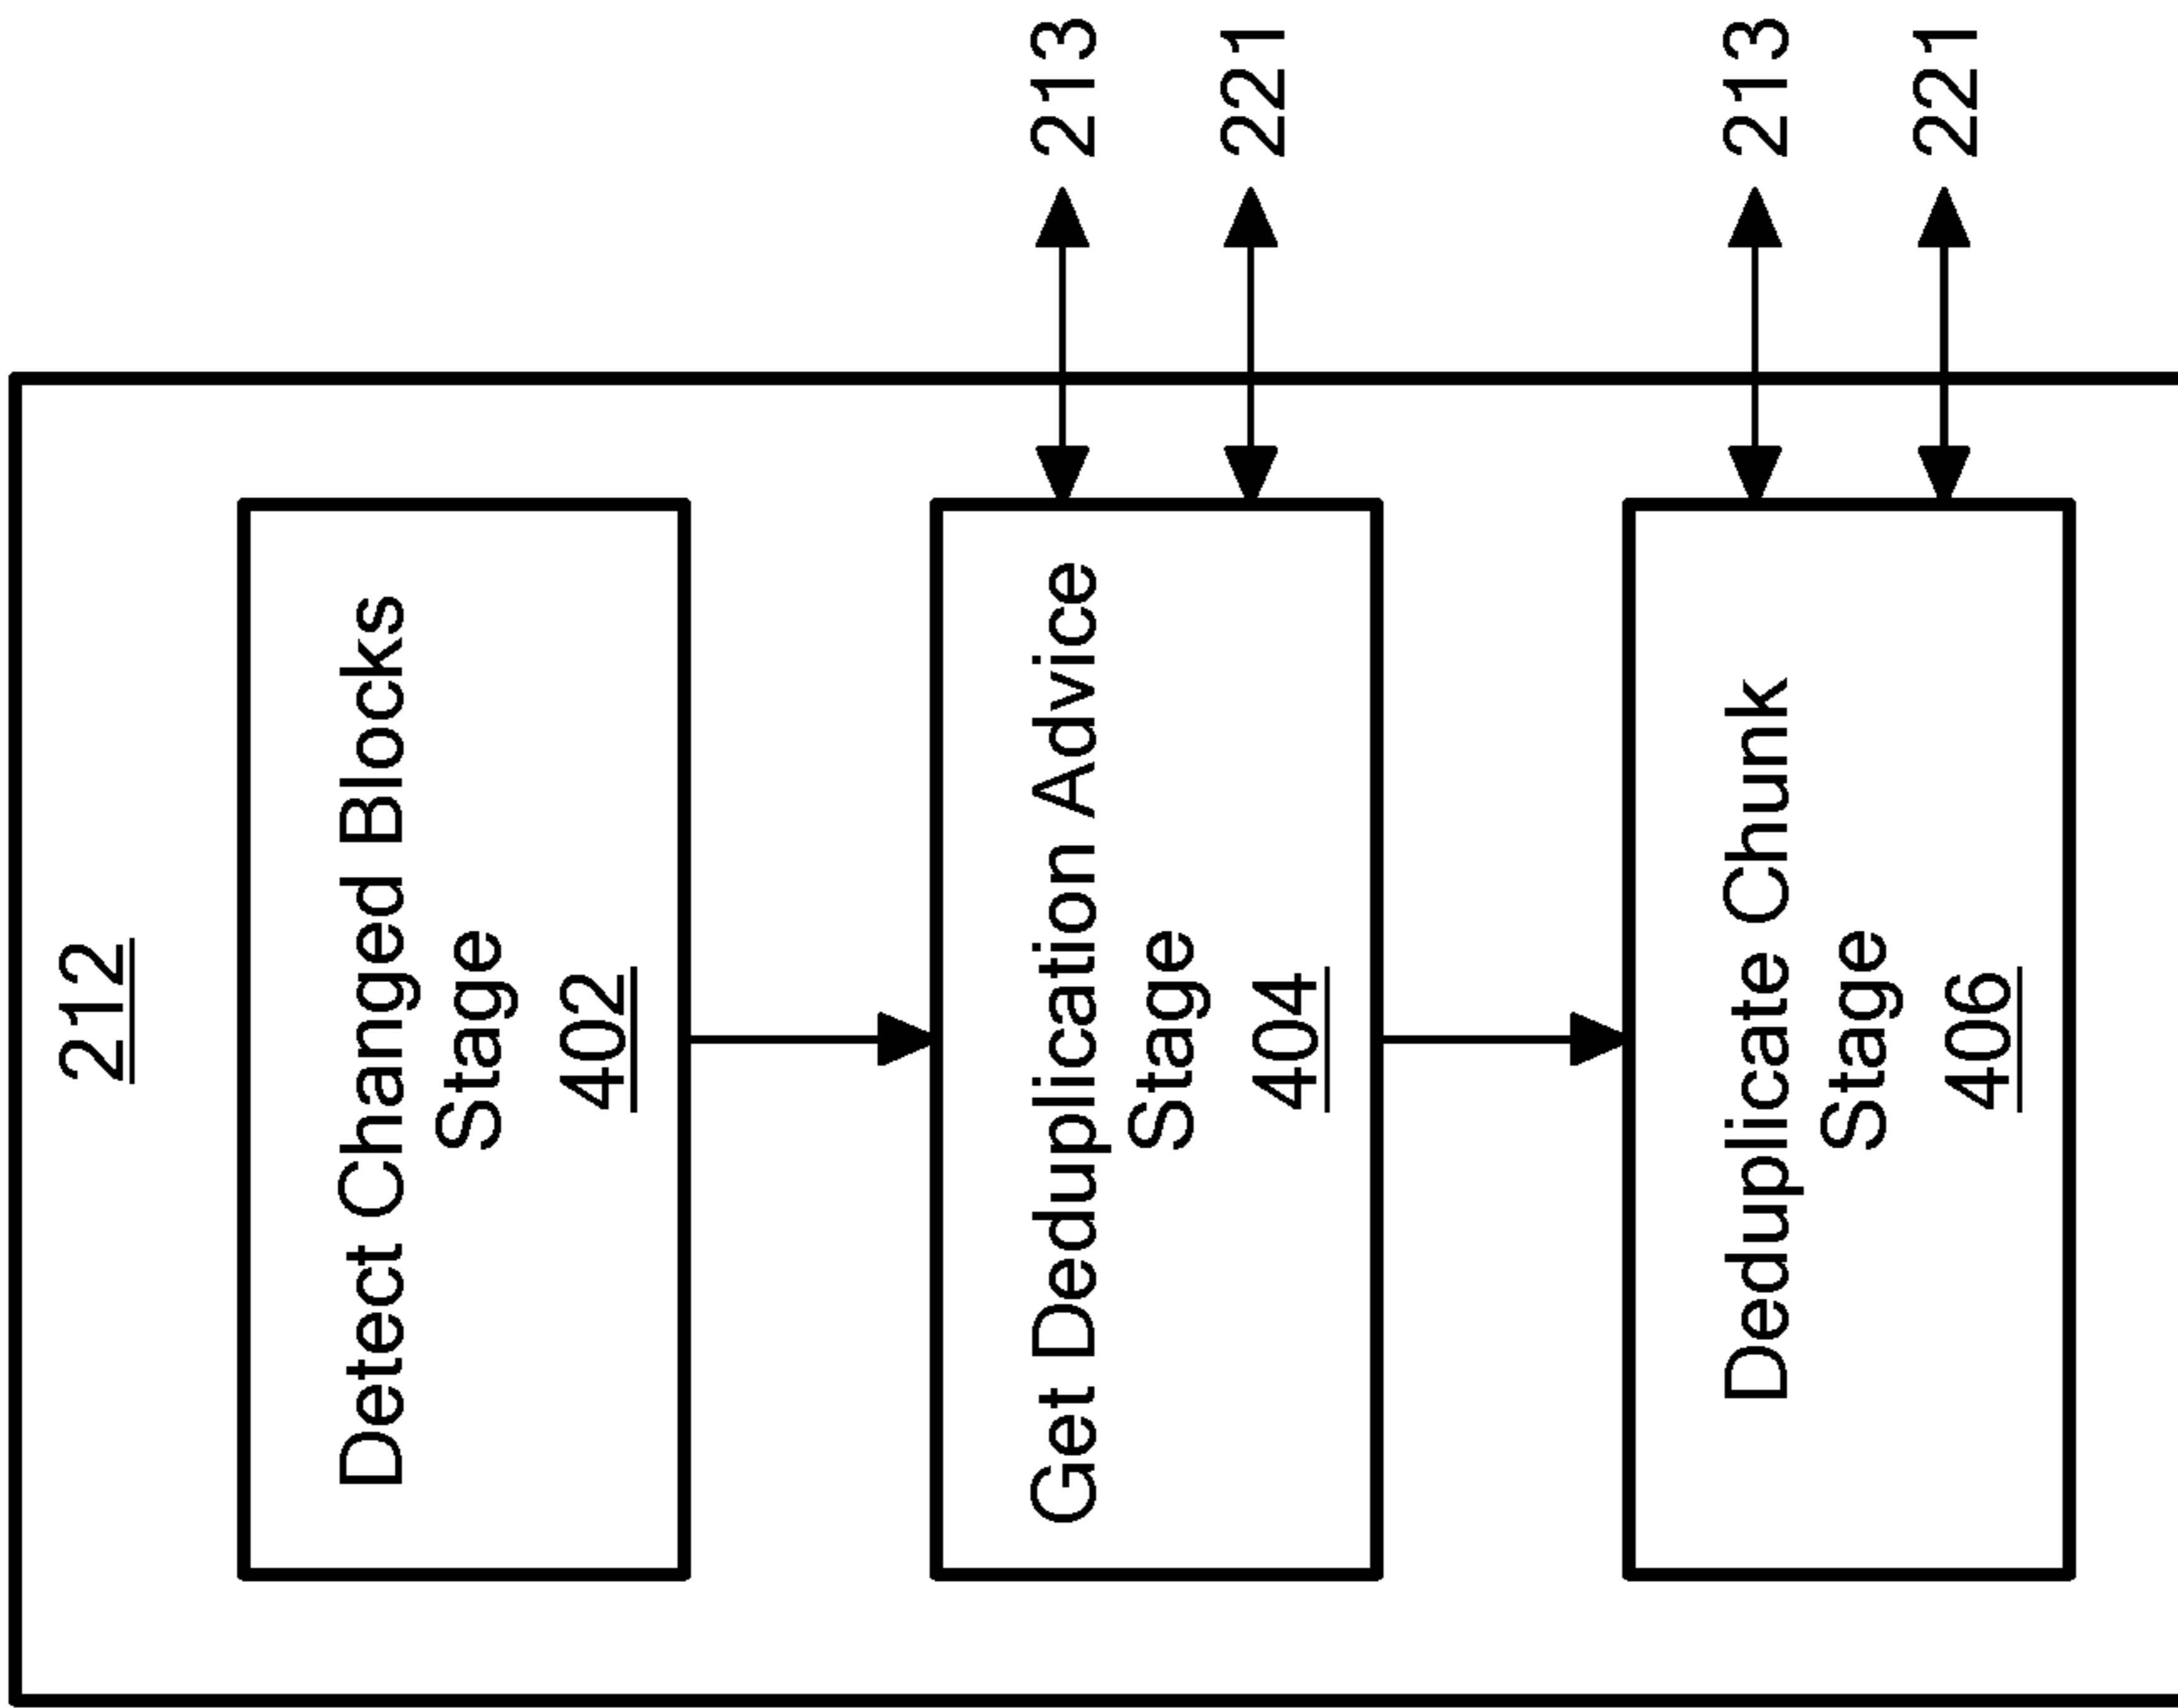 212
Detect Changed Blocks
Stage
402
Get Deduplication Advice
Stage
404
213
221
Deduplicate Chunk
Stage
406
213
221